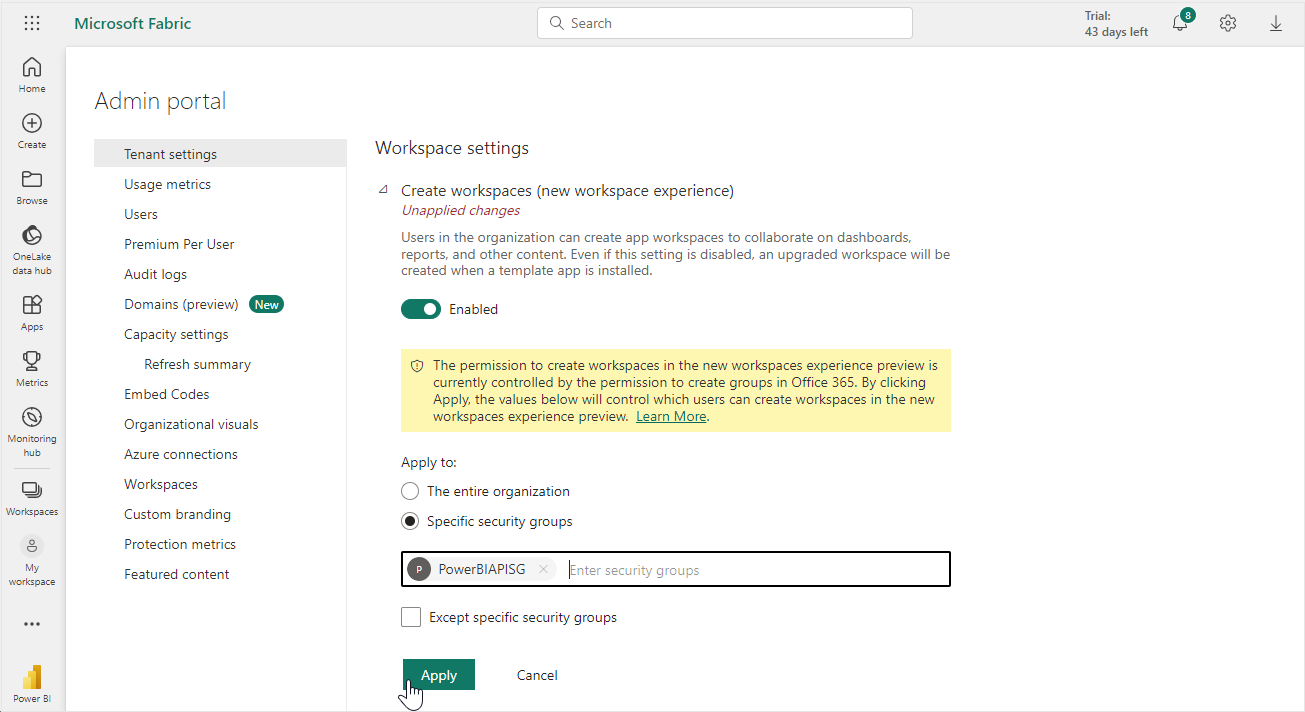 Microsoft Fabric
Search
Trial:
43 days left
8
Home
Create
Browse
OneLake
data hub
Apps
Metrics
Monitoring
hub
Workspaces
My
workspace
Power BI
Admin portal
Tenant settings
Usage metrics
Users
Premium Per User
Audit logs
Domains (preview) New
Capacity settings
Refresh summary
Embed Codes
Organizational visuals
Azure connections
Workspaces
Custom branding
Protection metrics
Featured content
Workspace settings
Create workspaces (new workspace experience)
Unapplied changes
Users in the organization can create app workspaces to collaborate on dashboards,
reports, and other content. Even if this setting is disabled, an upgraded workspace will be
created when a template app is installed.
Enabled
The permission to create workspaces in the new workspaces experience preview is
currently controlled by the permission to create groups in Office 365. By clicking
Apply, the values below will control which users can create workspaces in the new
workspaces experience preview. Learn More.
Apply to:
The entire organization
Specific security groups
P PowerBIAPISG Enter security groups
Except specific security groups
Apply Cancel